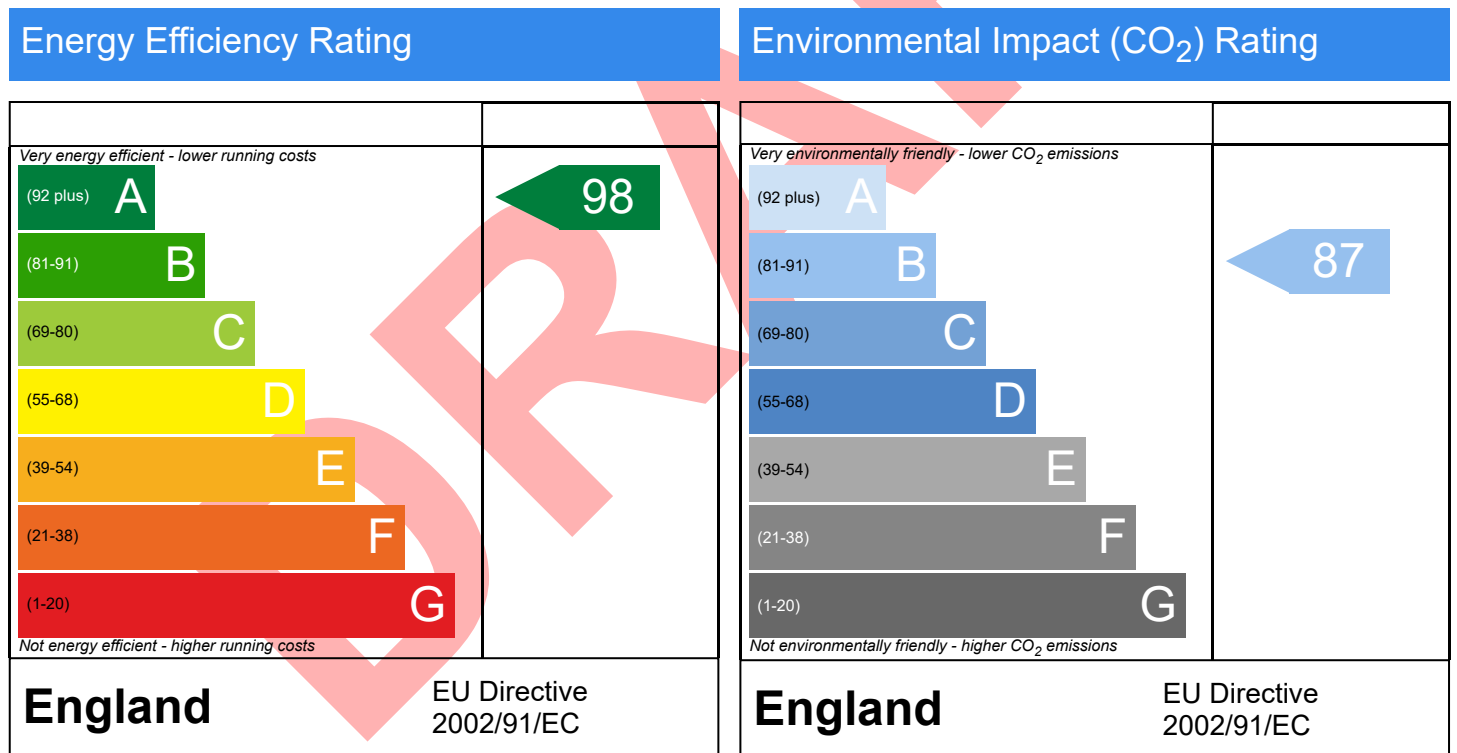 Energy Efficiency Rating
Very energy efficient - lower running costs
(92 plus) A
98
(81-91) B
(69-80) C
(55-68) D
(39-54) E
(21-38) F
(1-20) G
Not energy efficient - higher running costs
England
EU Directive
2002/91/EC
Environmental Impact (CO₂) Rating
Very environmentally friendly - lower CO₂ emissions
(92 plus) A
(81-91) B
87
(69-80) C
(55-68) D
(39-54) E
(21-38) F
(1-20) G
Not environmentally friendly - higher CO₂ emissions
England
EU Directive
2002/91/EC
DRA